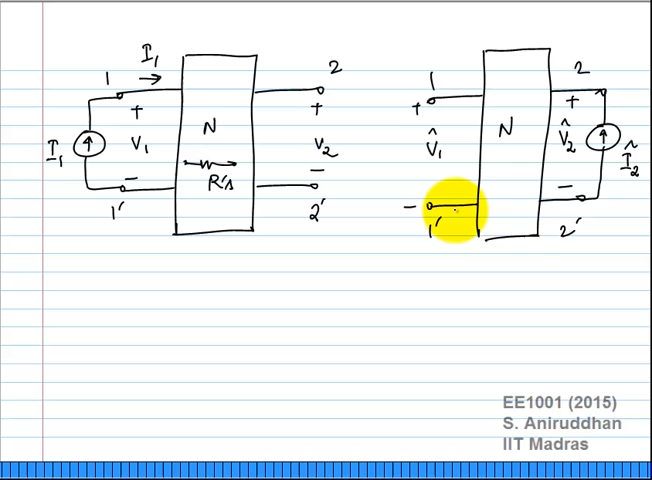 I₁
1
2
+
+
I₁
V₁
N
V₂
R's
−
−
1′
2′
1
2
+
+
V̂₁
N
V̂₂
Î₂
−
−
1′
2′
EE1001 (2015)
S. Aniruddhan
IIT Madras